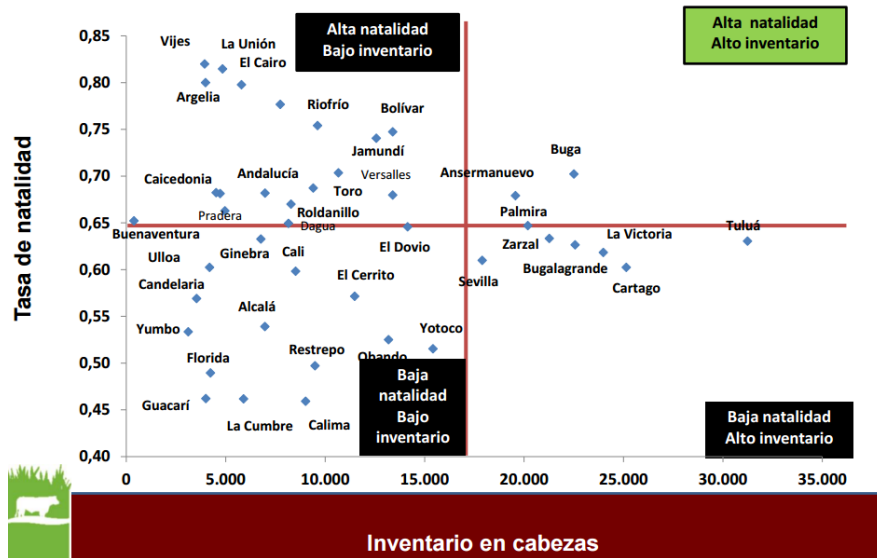 Alta natalidad
Bajo inventario
Alta natalidad
Alto inventario
0,85
0,80
0,75
0,70
0,65
0,60
0,55
0,50
0,45
0,40
Tasa de natalidad
Vijes
La Unión
El Cairo
Argelia
Riofrío
Bolívar
Jamundí
Buga
Caicedonia
Andalucía
Toro
Versalles
Ansermanuevo
Pradera
Roldanillo
Dagua
Palmira
Buenaventura
Tuluá
Ulloa
Ginebra
Cali
El Dovio
Zarzal
La Victoria
Candelaria
El Cerrito
Sevilla
Bugalagrande
Cartago
Alcalá
Yumbo
Yotoco
Florida
Restrepo
Obando
Guacarí
La Cumbre
Calima
Baja
natalidad
Bajo
inventario
Baja natalidad
Alto inventario
0
5.000
10.000
15.000
20.000
25.000
30.000
35.000
Inventario en cabezas